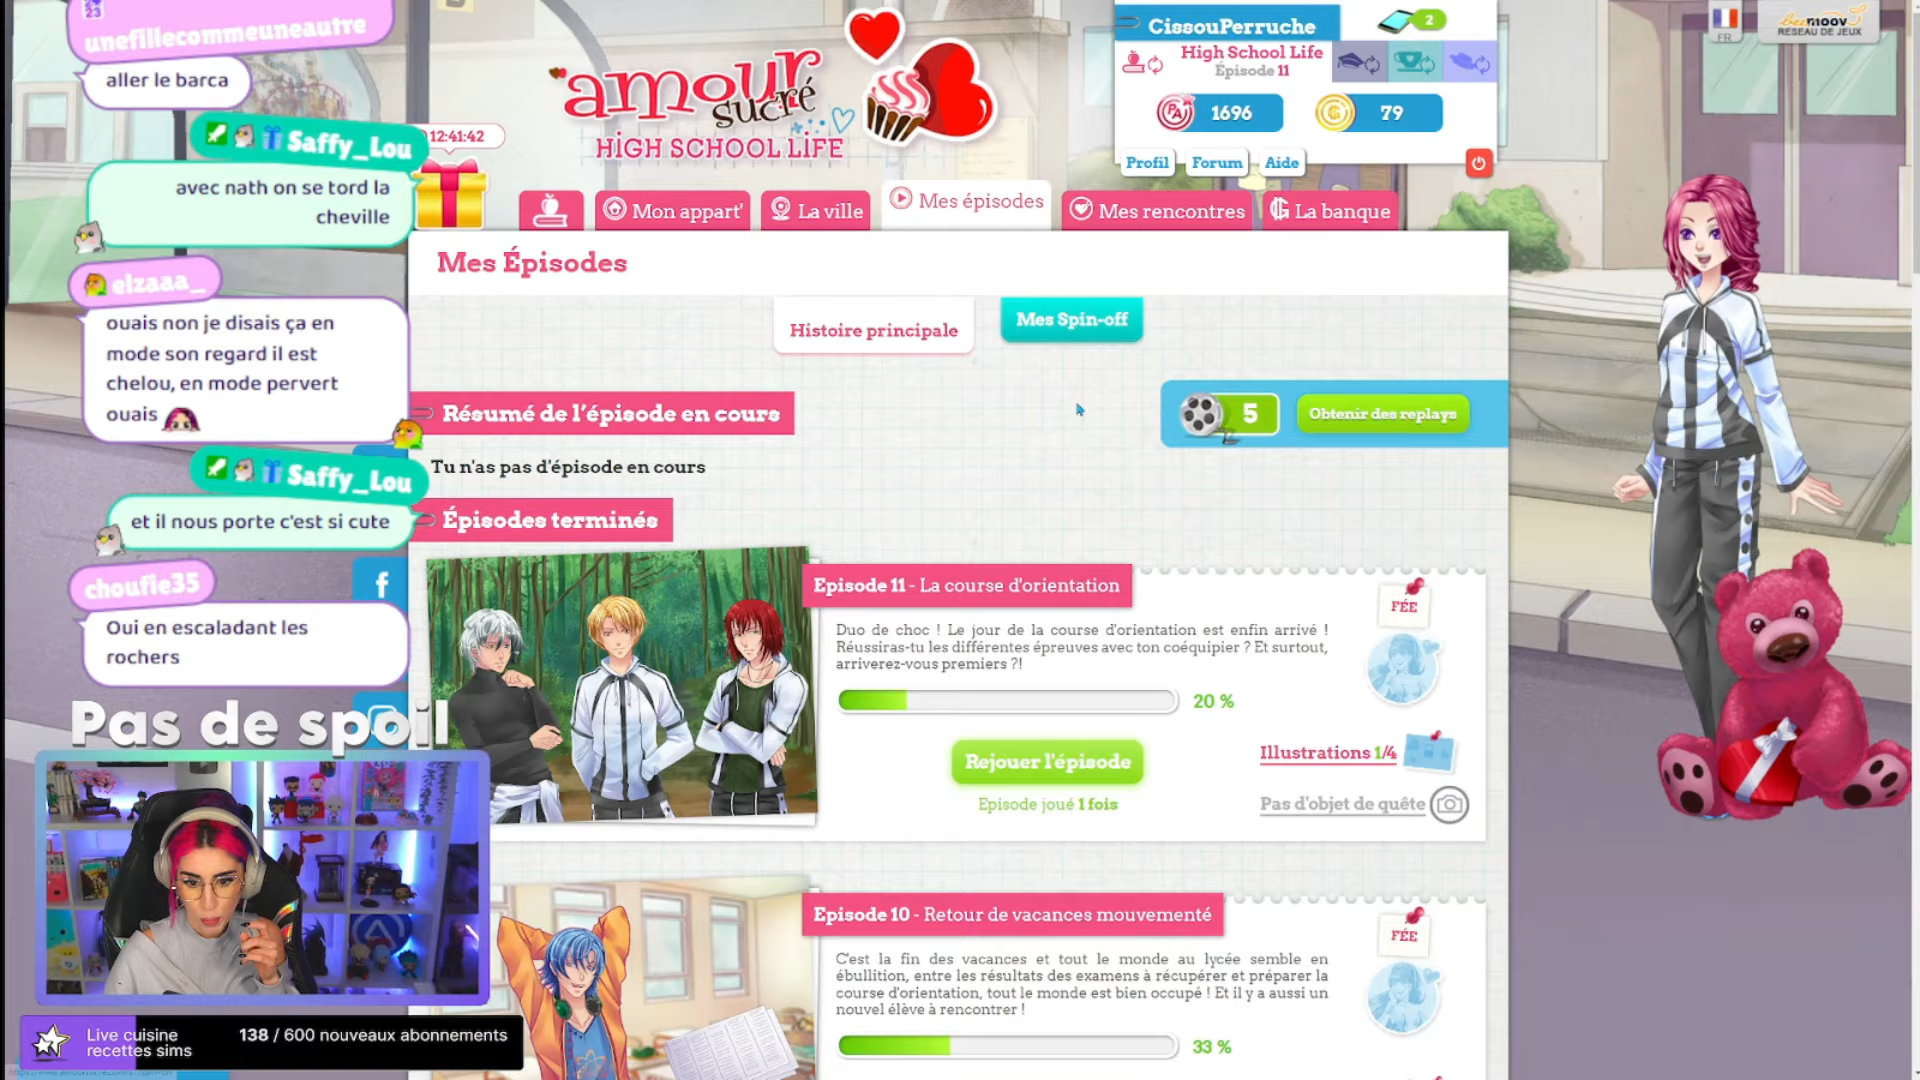 23
unefillecommeuneautre
aller le barca
Saffy_Lou
avec nath on se tord la
cheville
elzaaa_
ouais non je disais ça en
mode son regard il est
chelou, en mode pervert
ouais
Saffy_Lou
et il nous porte c'est si cute
choufie35
Oui en escaladant les
rochers
Pas de spoil
Live cuisine
recettes sims
138 / 600 nouveaux abonnements
12:41:42
amour
sucré
HiGH SCHOOL LiFE
CissouPerruche
2
High School Life
Épisode 11
PA
1696
79
Profil
Forum
Aide
FR
beemoov
RESEAU DE JEUX
Mon appart'
La ville
Mes épisodes
Mes rencontres
La banque
Mes Épisodes
Histoire principale
Mes Spin-off
Résumé de l'épisode en cours
5
Obtenir des replays
Tu n'as pas d'épisode en cours
Épisodes terminés
Episode 11 - La course d'orientation
Duo de choc ! Le jour de la course d'orientation est enfin arrivé !
Réussiras-tu les différentes épreuves avec ton coéquipier ? Et surtout,
arriverez-vous premiers ?!
20 %
FÉE
Rejouer l'épisode
Episode joué 1 fois
Illustrations 1/4
Pas d'objet de quête
Episode 10 - Retour de vacances mouvementé
C'est la fin des vacances et tout le monde au lycée semble en
ébullition, entre les résultats des examens à récupérer et préparer la
course d'orientation, tout le monde est bien occupé ! Et il y a aussi un
nouvel élève à rencontrer !
33 %
FÉE